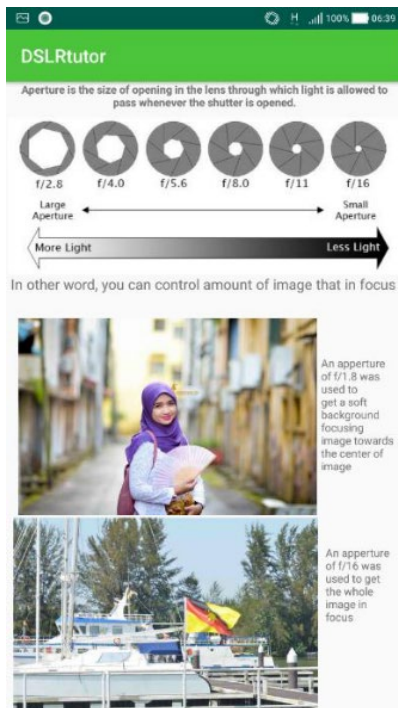 H 100% 06:39
DSLRtutor
Aperture is the size of opening in the lens through which light is allowed to
pass whenever the shutter is opened.
f/2.8 f/4.0 f/5.6 f/8.0 f/11 f/16
Large Small
Aperture Aperture
More Light Less Light
In other word, you can control amount of image that in focus
An apperture
of f/1.8 was
used to
get a soft
background
focusing
image towards
the center of
image
An apperture
of f/16 was
used to get
the whole
image in
focus